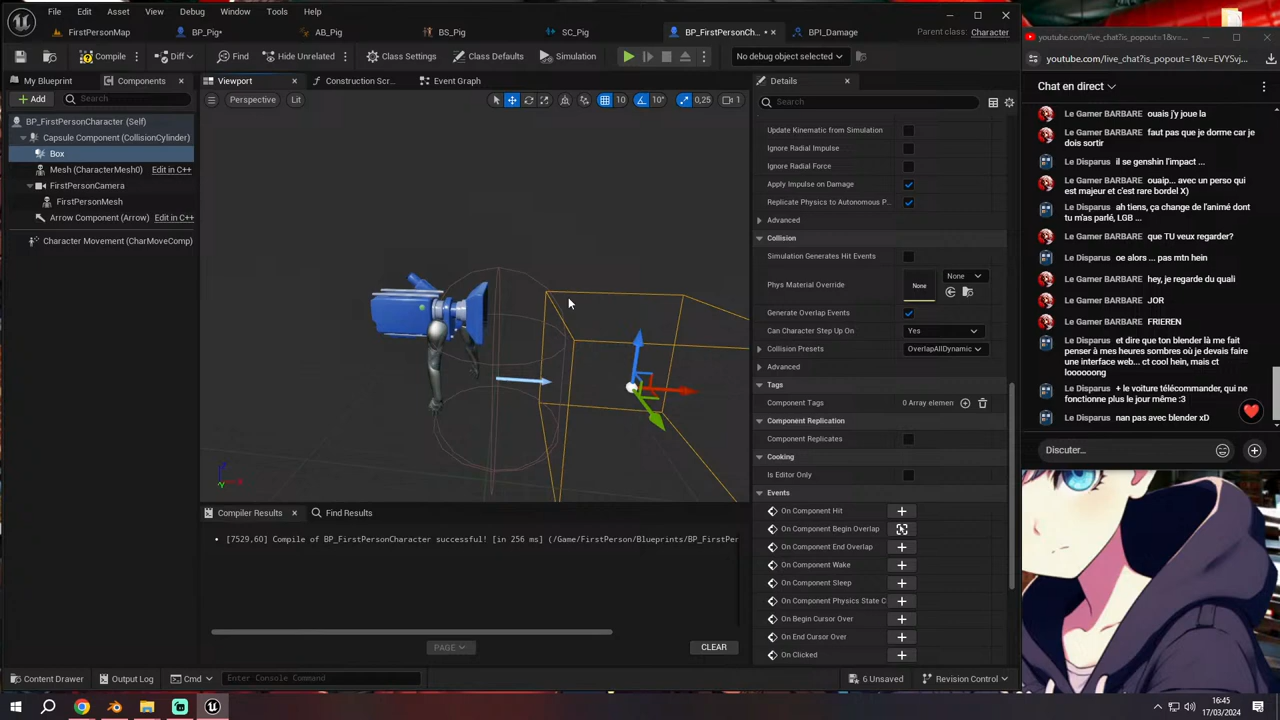 File Edit Asset View Debug Window Tools Help
FirstPersonMap BP_Pig• AB_Pig BS_Pig SC_Pig BP_FirstPersonCh... • BPI_Damage
Parent class: Character
Compile Diff Find Hide Unrelated Class Settings Class Defaults Simulation No debug object selected
My Blueprint Components Viewport Construction Scr... Event Graph Details
Add Search Perspective Lit 10 10° 0,25 1 Search
BP_FirstPersonCharacter (Self)
Capsule Component (CollisionCylinder)
Box
Mesh (CharacterMesh0) Edit in C++
FirstPersonCamera
FirstPersonMesh
Arrow Component (Arrow) Edit in C++
Character Movement (CharMoveComp)
Update Kinematic from Simulation
Ignore Radial Impulse
Ignore Radial Force
Apply Impulse on Damage
Replicate Physics to Autonomous P...
Advanced
Collision
Simulation Generates Hit Events
Phys Material Override None None
Generate Overlap Events
Can Character Step Up On Yes
Collision Presets OverlapAllDynamic
Advanced
Tags
Component Tags 0 Array elemen
Component Replication
Component Replicates
Cooking
Is Editor Only
Events
On Component Hit
On Component Begin Overlap
On Component End Overlap
On Component Wake
On Component Sleep
On Component Physics State C
On Begin Cursor Over
On End Cursor Over
On Clicked
Compiler Results Find Results
[7529,60] Compile of BP_FirstPersonCharacter successful! [in 256 ms] (/Game/FirstPerson/Blueprints/BP_FirstPer
PAGE CLEAR
Content Drawer Output Log Cmd Enter Console Command 6 Unsaved Revision Control
youtube.com/live_chat?is_popout=1&v=...
youtube.com/live_chat?is_popout=1&v=EVYSvj...
Chat en direct
Le Gamer BARBARE ouais j'y joue la
Le Gamer BARBARE faut pas que je dorme car je
dois sortir
Le Disparus il se genshin l'impact ...
Le Gamer BARBARE ouaip... avec un perso qui
est majeur et c'est rare bordel X)
Le Disparus ah tiens, ça change de l'animé dont
tu m'as parlé, LGB ...
Le Gamer BARBARE que TU veux regarder?
Le Disparus oe alors ... pas mtn hein
Le Gamer BARBARE hey, je regarde du quali
Le Gamer BARBARE JOR
Le Gamer BARBARE FRIEREN
Le Disparus et dire que ton blender là me fait
penser à mes heures sombres où je devais faire
une interface web... ct cool hein, mais ct
loooooong
Le Disparus + le voiture télécommander, qui ne
fonctionne plus le jour même :3
Le Disparus nan pas avec blender xD
Discuter...
16:45
17/03/2024